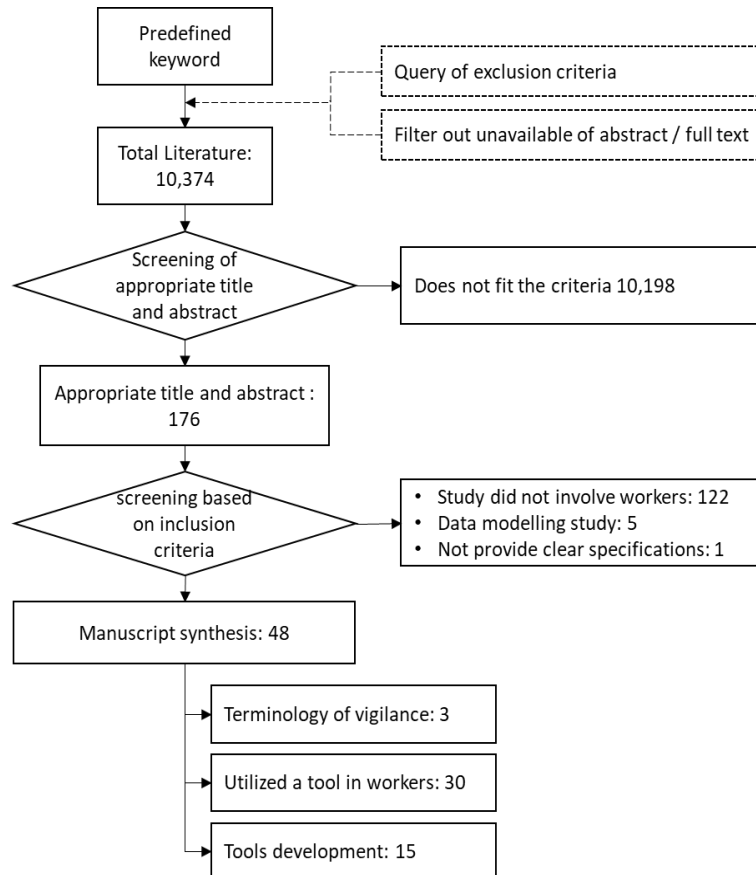 Predefined
keyword
Query of exclusion criteria
Filter out unavailable of abstract / full text
Total Literature:
10,374
Screening of
appropriate title
and abstract
Does not fit the criteria 10,198
Appropriate title and abstract :
176
screening based
on inclusion
criteria
• Study did not involve workers: 122
• Data modelling study: 5
• Not provide clear specifications: 1
Manuscript synthesis: 48
Terminology of vigilance: 3
Utilized a tool in workers: 30
Tools development: 15